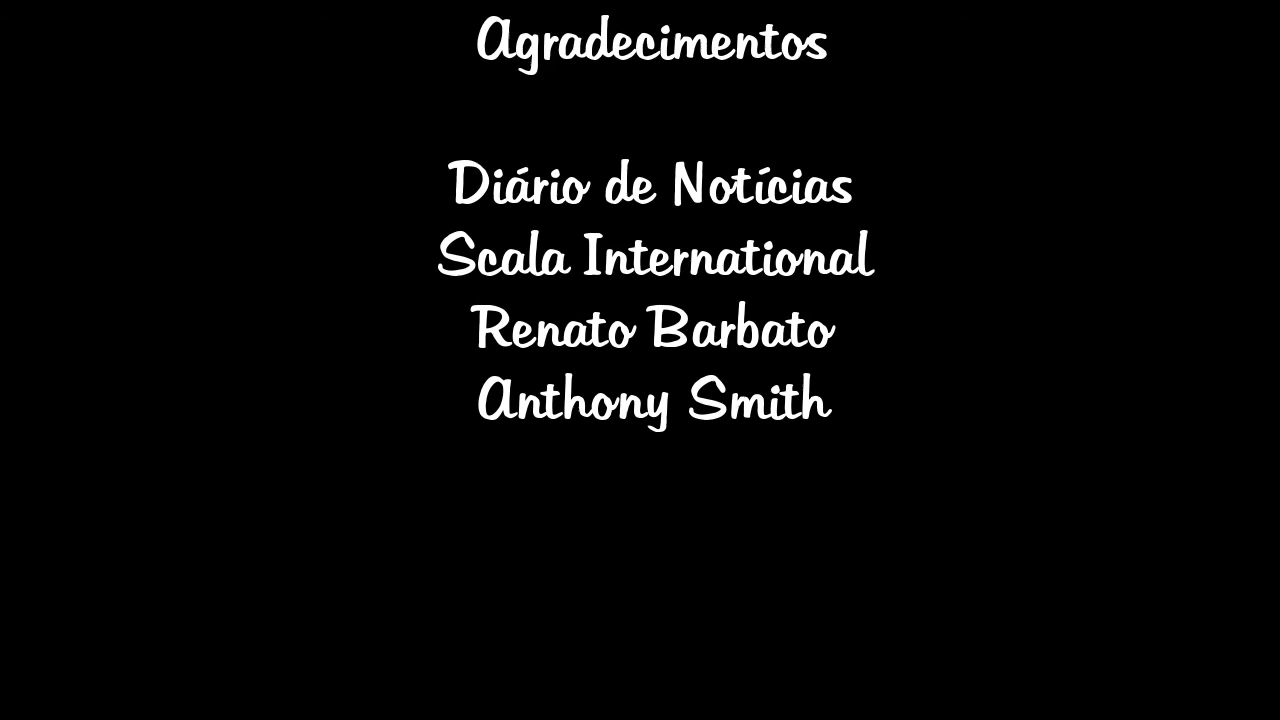 Agradecimentos
Diário de Notícias
Scala International
Renato Barbato
Anthony Smith